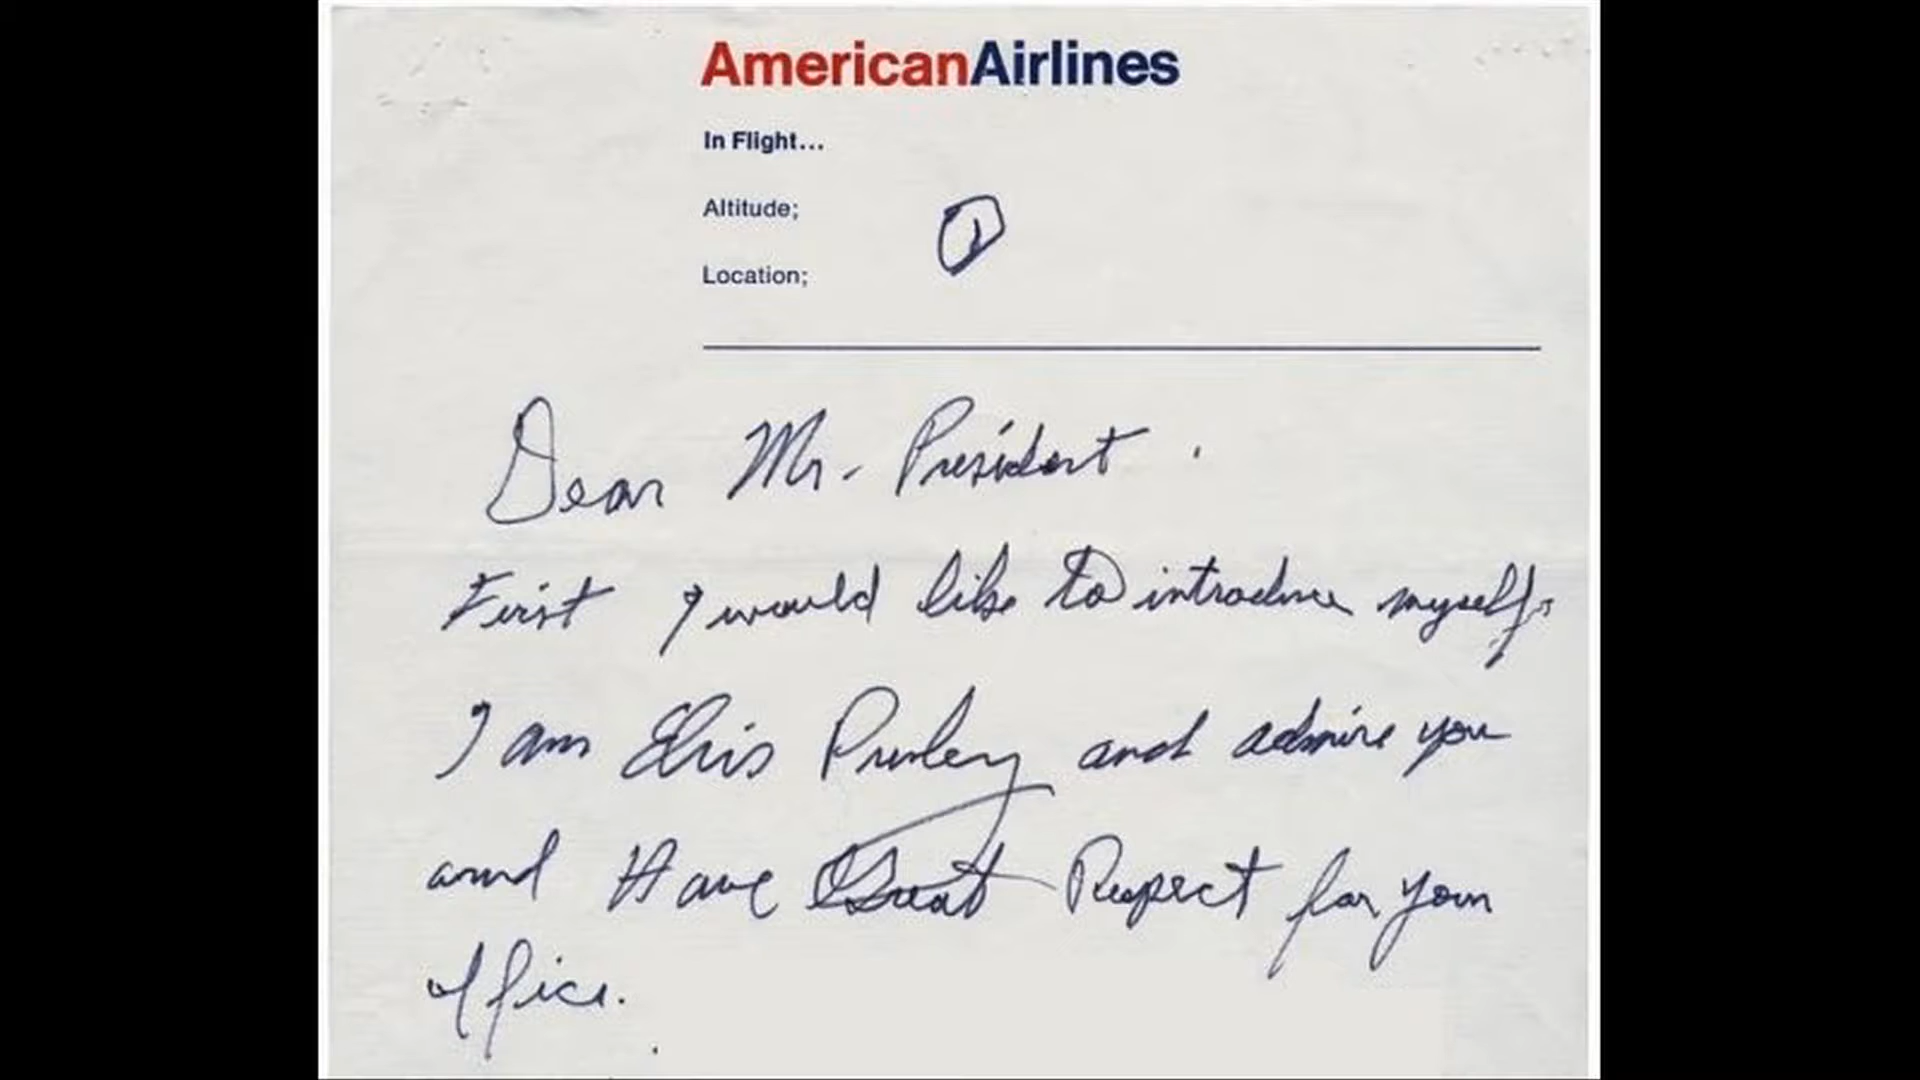 AmericanAirlines
In Flight...
Altitude;
1
Location;
Dear Mr. President.
First I would like to introduce myself.
I am Elvis Presley and admire you
and Have Great Respect for your
office.